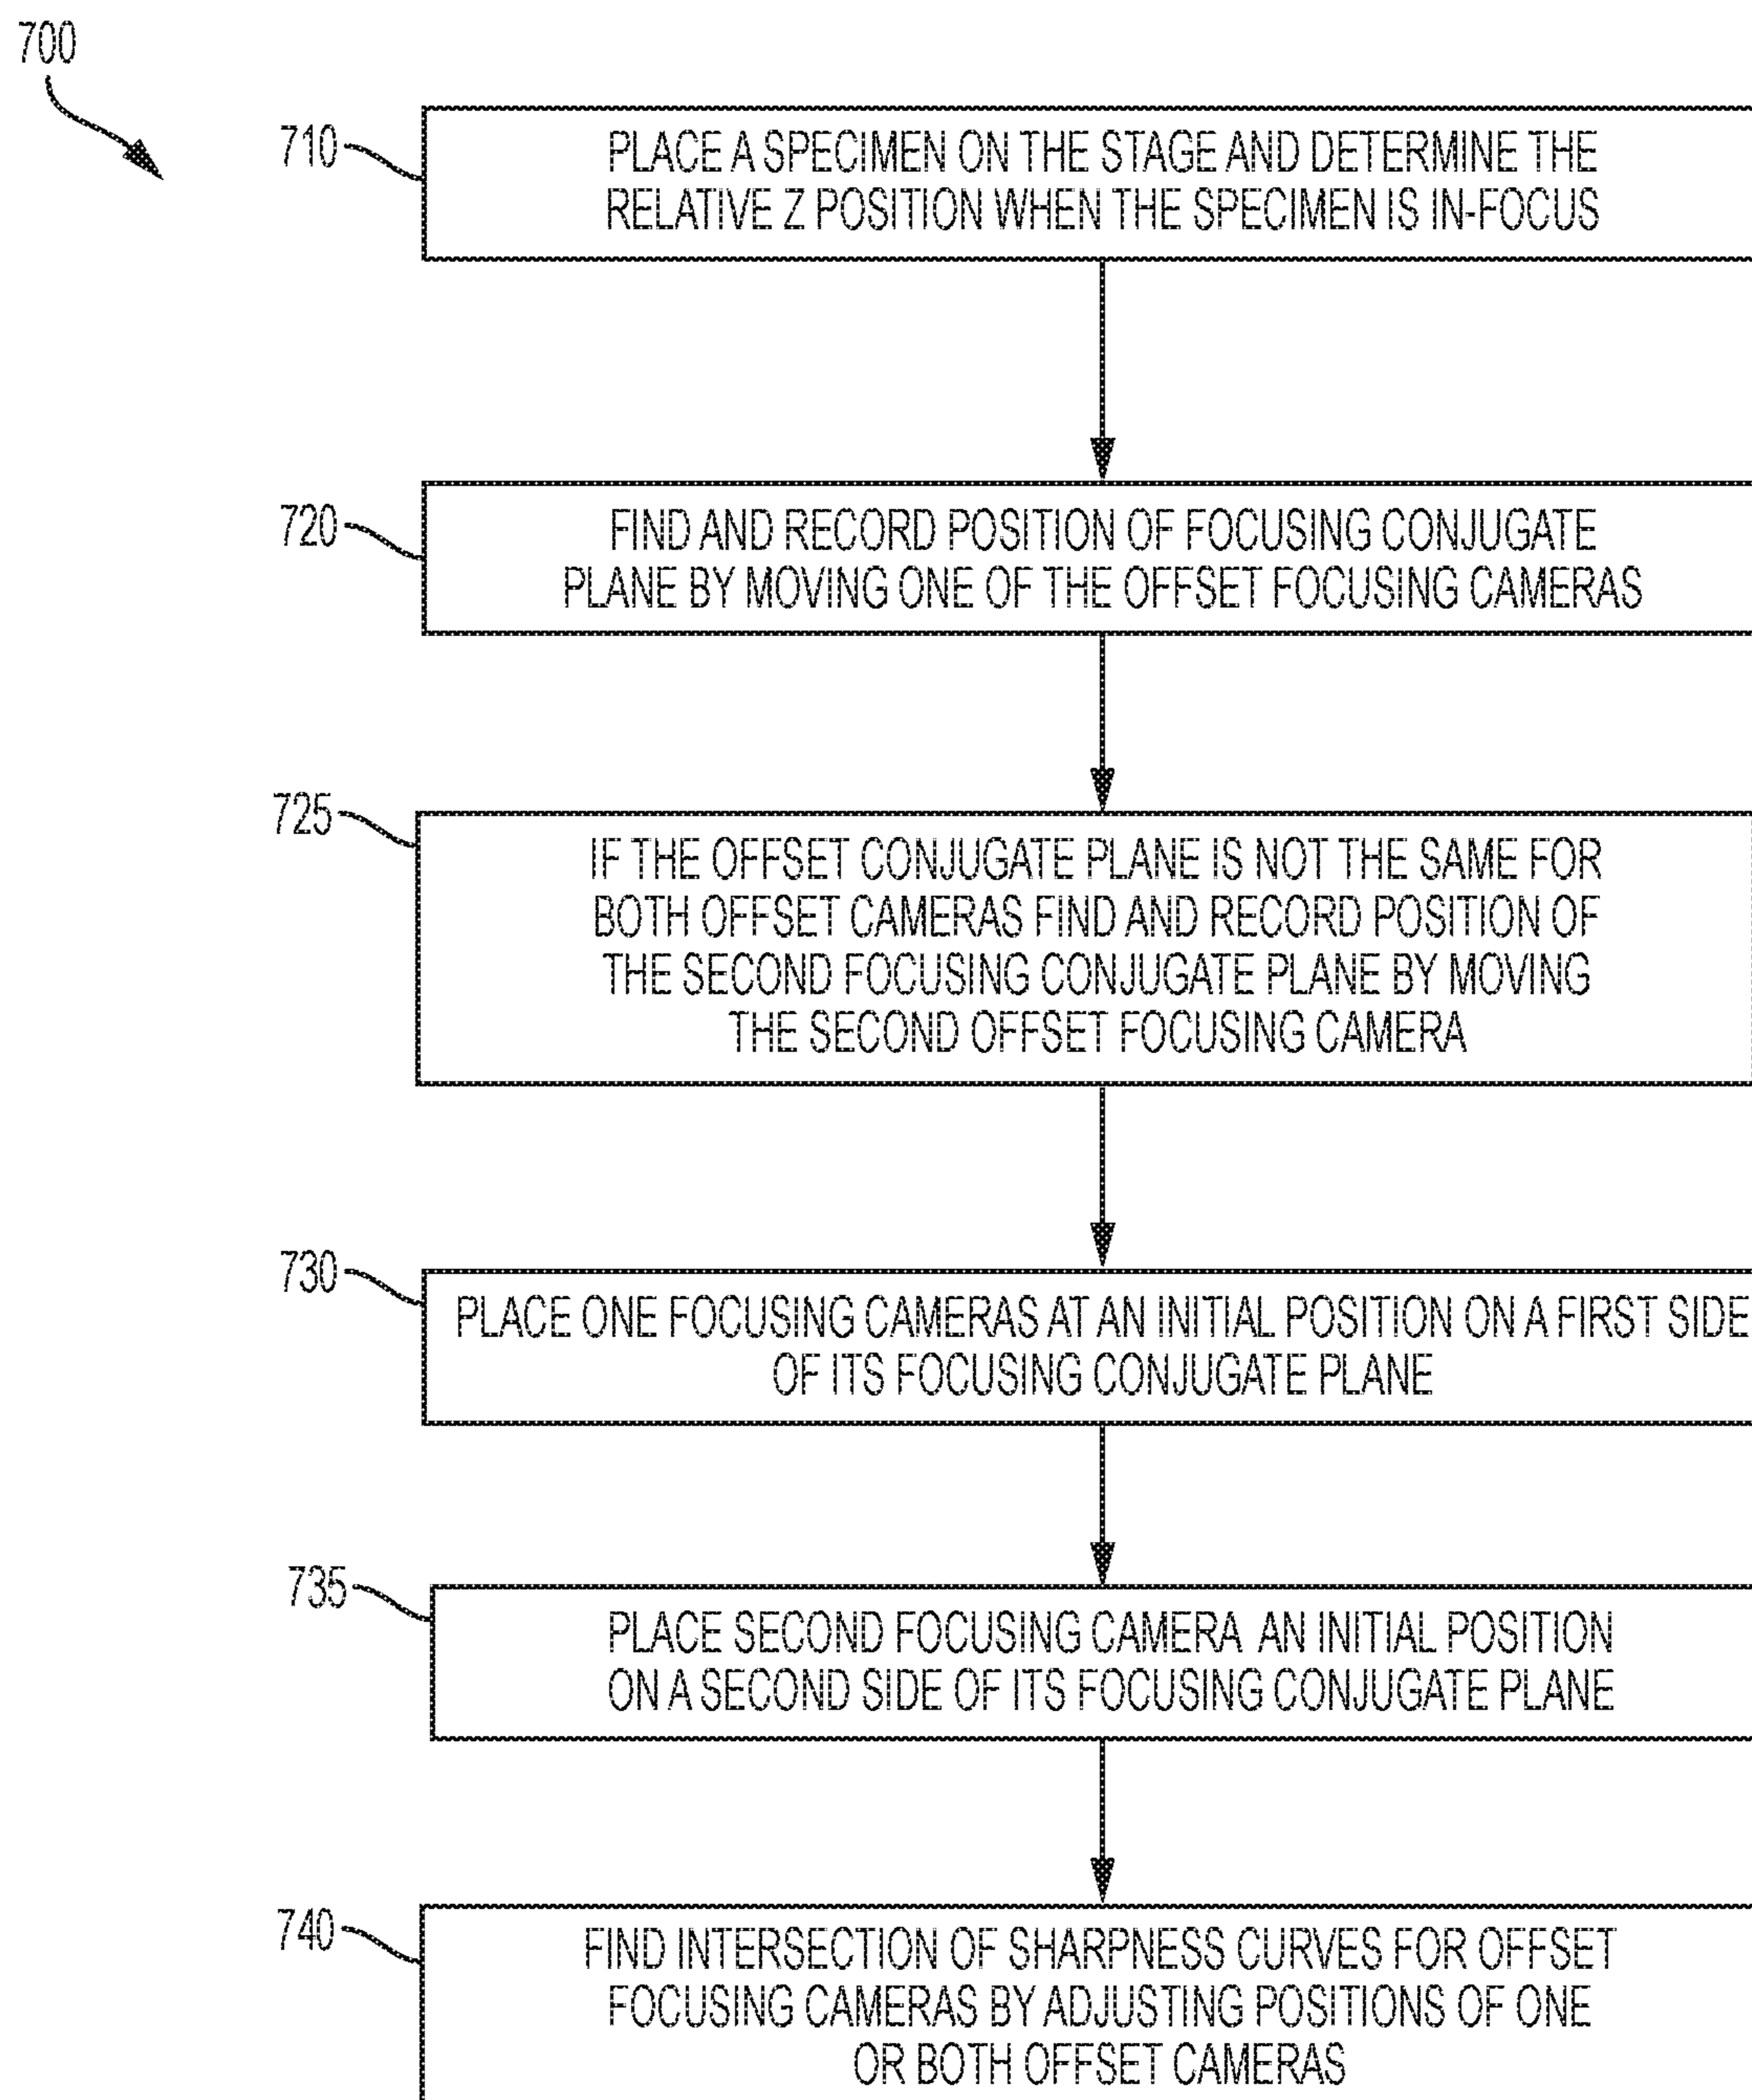 700
710
PLACE A SPECIMEN ON THE STAGE AND DETERMINE THE
RELATIVE Z POSITION WHEN THE SPECIMEN IS IN-FOCUS
720
FIND AND RECORD POSITION OF FOCUSING CONJUGATE
PLANE BY MOVING ONE OF THE OFFSET FOCUSING CAMERAS
725
IF THE OFFSET CONJUGATE PLANE IS NOT THE SAME FOR
BOTH OFFSET CAMERAS FIND AND RECORD POSITION OF
THE SECOND FOCUSING CONJUGATE PLANE BY MOVING
THE SECOND OFFSET FOCUSING CAMERA
730
PLACE ONE FOCUSING CAMERAS AT AN INITIAL POSITION ON A FIRST SIDE
OF ITS FOCUSING CONJUGATE PLANE
735
PLACE SECOND FOCUSING CAMERA AN INITIAL POSITION
ON A SECOND SIDE OF ITS FOCUSING CONJUGATE PLANE
740
FIND INTERSECTION OF SHARPNESS CURVES FOR OFFSET
FOCUSING CAMERAS BY ADJUSTING POSITIONS OF ONE
OR BOTH OFFSET CAMERAS